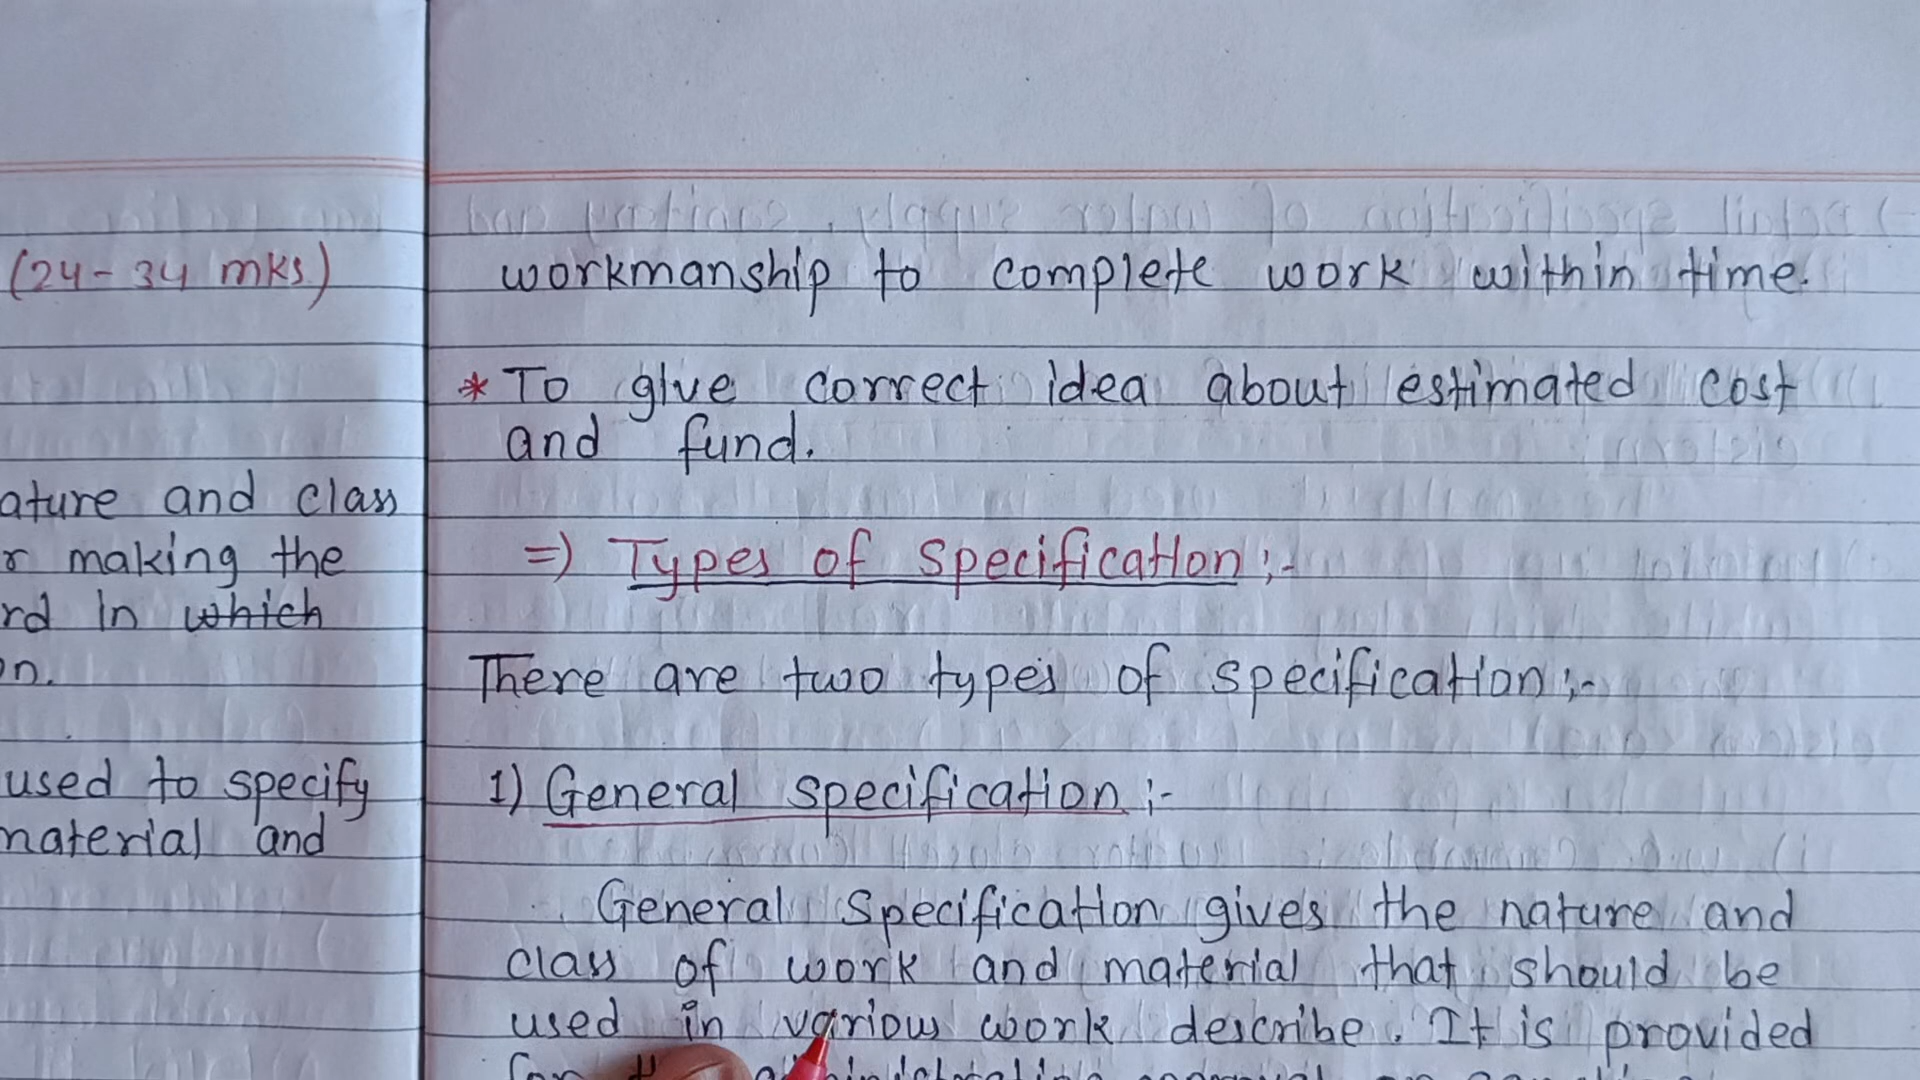 (24-34 mks.)
ature and class
r making the
rd in which
on.
used to specify
material and
workmanship to complete work within time.
* To give correct idea about estimated cost
and fund.
=) Types of specification :-
There are two types of specification :-
1) General specification :-
General specification gives the nature and
class of work and material that should be
used in various work describe. It is provided
for